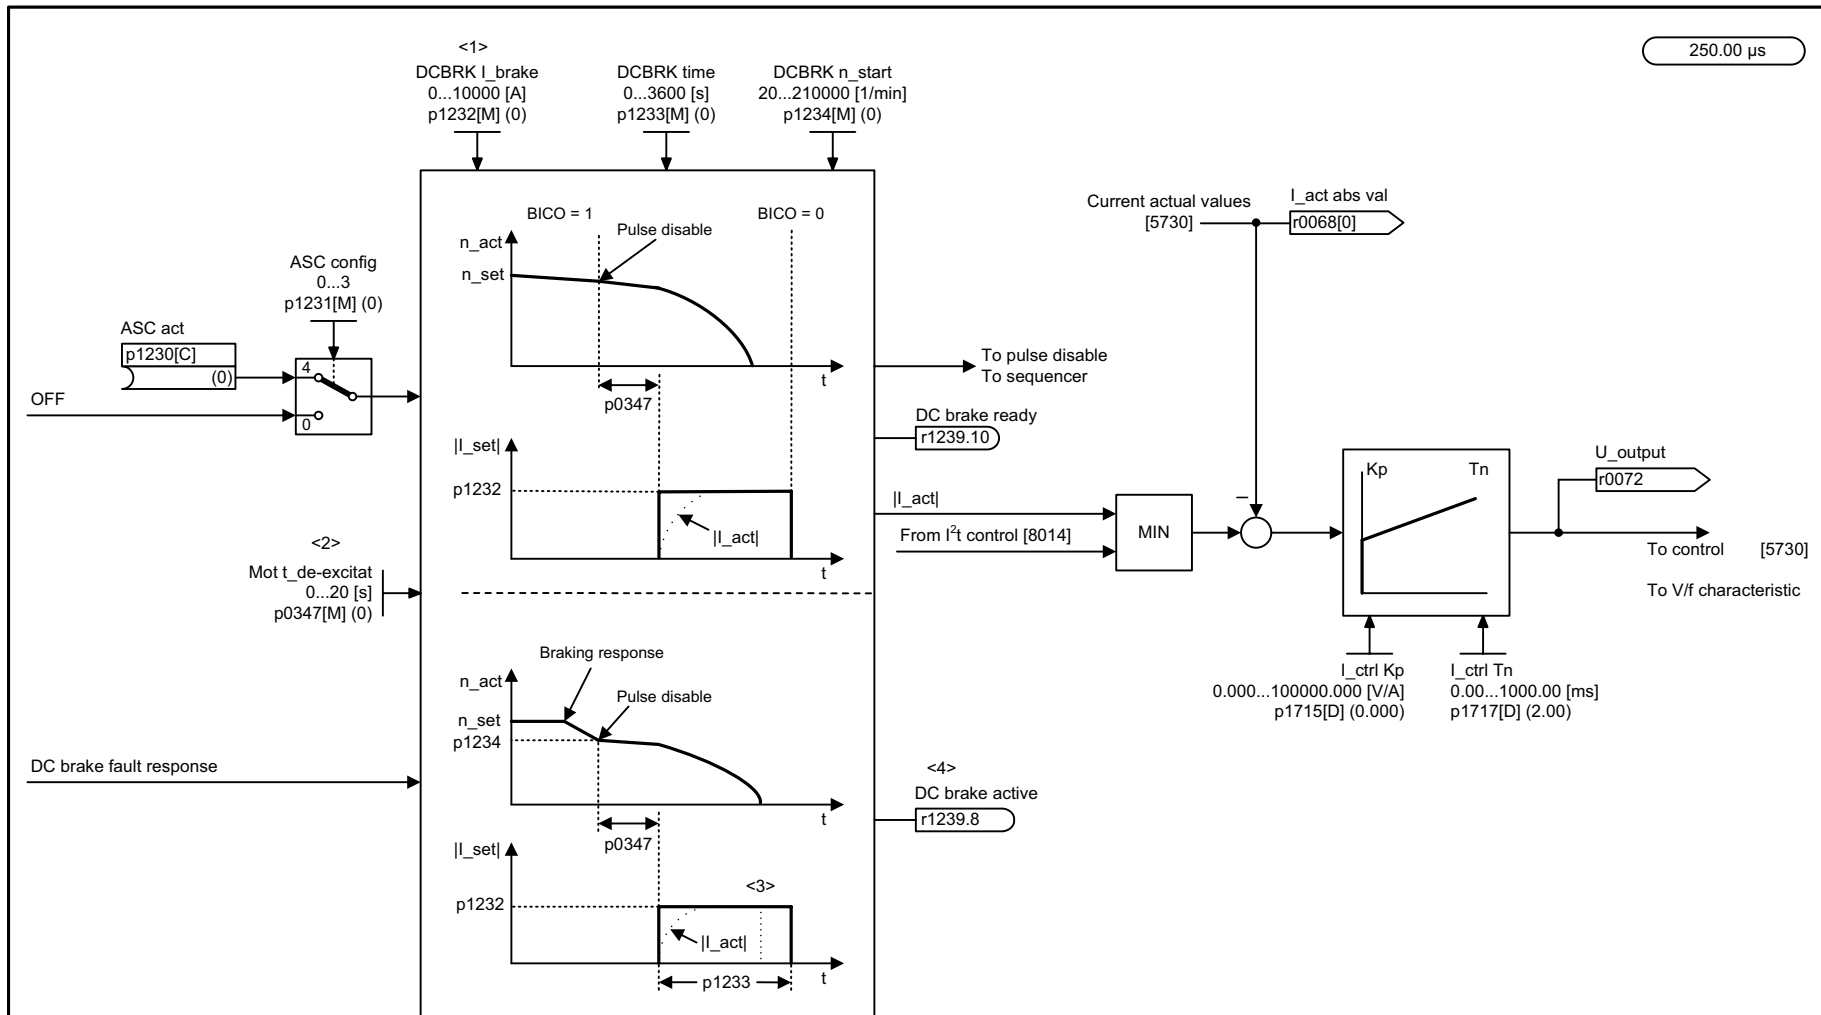 250.00 µs
<1>
DCBRK I_brake
0...10000 [A]
p1232[M] (0)
DCBRK time
0...3600 [s]
p1233[M] (0)
DCBRK n_start
20...210000 [1/min]
p1234[M] (0)
ASC config
0...3
p1231[M] (0)
ASC act
p1230[C]
(0)
OFF
4
0
BICO = 1
BICO = 0
Pulse disable
n_act
n_set
t
p0347
|I_set|
p1232
|I_act|
t
<2>
Mot t_de-excitat
0...20 [s]
p0347[M] (0)
Braking response
n_act
Pulse disable
n_set
p1234
t
p0347
DC brake fault response
|I_set|
<3>
p1232
|I_act|
t
p1233
To pulse disable
To sequencer
DC brake ready
r1239.10
|I_act|
From I²t control [8014]
MIN
<4>
DC brake active
r1239.8
Current actual values
[5730]
I_act abs val
r0068[0]
–
Kp
Tn
U_output
r0072
To control [5730]
To V/f characteristic
I_ctrl Kp
0.000...100000.000 [V/A]
p1715[D] (0.000)
I_ctrl Tn
0.00...1000.00 [ms]
p1717[D] (2.00)